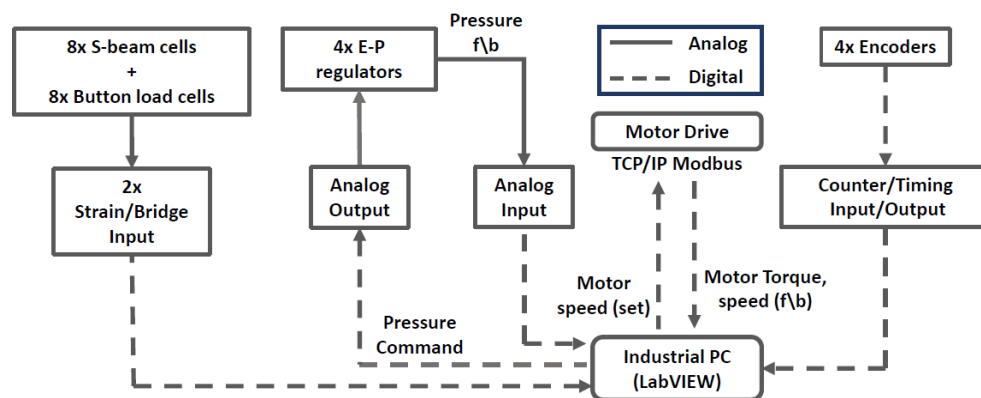 8x S-beam cells
+
8x Button load cells
4x E-P
regulators
Pressure
f\b
Analog
Digital
4x Encoders
Motor Drive
TCP/IP Modbus
2x
Strain/Bridge
Input
Analog
Output
Analog
Input
Counter/Timing
Input/Output
Motor
speed (set)
Motor Torque,
speed (f\b)
Pressure
Command
Industrial PC
(LabVIEW)